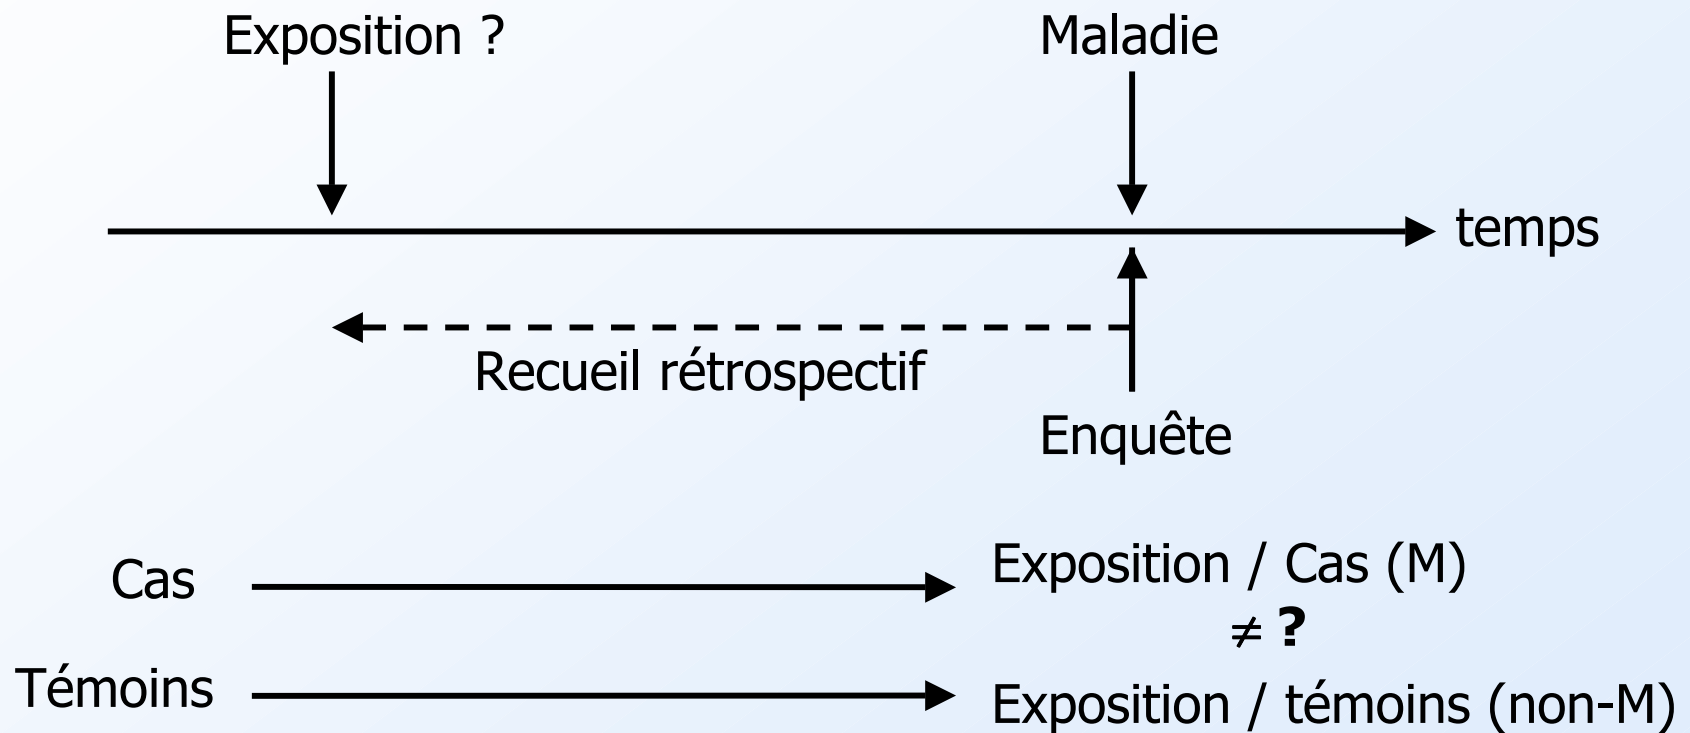 Exposition ?
Maladie
temps
Recueil rétrospectif
Enquête
Cas
Exposition / Cas (M)
≠ ?
Témoins
Exposition / témoins (non-M)